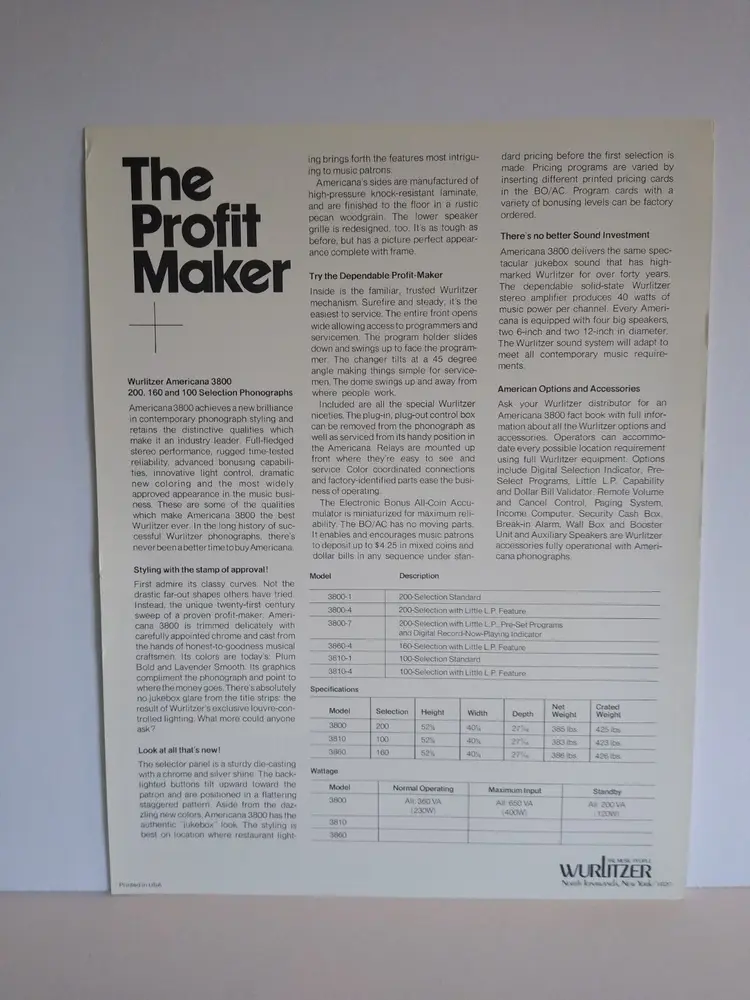 The
Profit
Maker
Wurlitzer Americana 3800
200, 160 and 100 Selection Phonographs
Americana 3800 achieves a new brilliance
in contemporary phonograph styling and
retains the distinctive qualities which
make it an industry leader. Full-fledged
stereo performance, rugged time-tested
reliability, advanced bonusing capabili-
ties, innovative light control, dramatic
new coloring and the most widely
approved appearance in the music busi-
ness. These are some of the qualities
which make Americana 3800 the best
Wurlitzer ever. In the long history of suc-
cessful Wurlitzer phonographs, there's
never been a better time to buy Americana.
Styling with the stamp of approval!
First admire its classy curves. Not the
drastic far-out shapes others have tried.
Instead, the unique twenty-first century
sweep of a proven profit-maker. Ameri-
cana 3800 is trimmed delicately with
carefully appointed chrome and cast from
the hands of honest-to-goodness musical
craftsmen. Its colors are today's: Plum
Bold and Lavender Smooth. Its graphics
compliment the phonograph and point to
where the money goes. There's absolutely
no jukebox glare from the title strips: the
result of Wurlitzer's exclusive louvre-con-
trolled lighting. What more could anyone
ask?
Look at all that's new!
The selector panel is a sturdy die-casting
with a chrome and silver shine. The back-
lighted buttons tilt upward toward the
patron and are positioned in a flattering
staggered pattern. Aside from the daz-
zling new colors, Americana 3800 has the
authentic "jukebox" look. The styling is
best on location where restaurant light-
ing brings forth the features most intrigu-
ing to music patrons.
Americana's sides are manufactured of
high-pressure knock-resistant laminate,
and are finished to the floor in a rustic
pecan woodgrain. The lower speaker
grille is redesigned, too. It's as tough as
before, but has a picture perfect appear-
ance complete with frame.
Try the Dependable Profit-Maker
Inside is the familiar, trusted Wurlitzer
mechanism. Surefire and steady, it's the
easiest to service. The entire front opens
wide allowing access to programmers and
servicemen. The program holder slides
down and swings up to face the program-
mer. The changer tilts at a 45 degree
angle making things simple for service-
men. The dome swings up and away from
where people work.
Included are all the special Wurlitzer
niceties. The plug-in, plug-out control box
can be removed from the phonograph as
well as serviced from its handy position in
the Americana. Relays are mounted up
front where they're easy to see and
service. Color coordinated connections
and factory-identified parts ease the busi-
ness of operating.
The Electronic Bonus All-Coin Accu-
mulator is miniaturized for maximum reli-
ability. The BO/AC has no moving parts.
It enables and encourages music patrons
to deposit up to $4.25 in mixed coins and
dollar bills in any sequence under stan-
dard pricing before the first selection is
made. Pricing programs are varied by
inserting different printed pricing cards
in the BO/AC. Program cards with a
variety of bonusing levels can be factory
ordered.
There's no better Sound Investment
Americana 3800 delivers the same spec-
tacular jukebox sound that has high-
marked Wurlitzer for over forty years.
The dependable solid-state Wurlitzer
stereo amplifier produces 40 watts of
music power per channel. Every Ameri-
cana is equipped with four big speakers,
two 6-inch and two 12-inch in diameter.
The Wurlitzer sound system will adapt to
meet all contemporary music require-
ments.
American Options and Accessories
Ask your Wurlitzer distributor for an
Americana 3800 fact book with full infor-
mation about all the Wurlitzer options and
accessories. Operators can accommo-
date every possible location requirement
using full Wurlitzer equipment. Options
include Digital Selection Indicator, Pre-
Select Programs, Little L.P. Capability
and Dollar Bill Validator. Remote Volume
and Cancel Control, Paging System,
Income Computer, Security Cash Box,
Break-in Alarm, Wall Box and Booster
Unit and Auxiliary Speakers are Wurlitzer
accessories fully operational with Ameri-
cana phonographs.
Model Description
3800-1 200-Selection Standard
3800-4 200-Selection with Little L.P. Feature
3800-7 200-Selection with Little L.P., Pre-Set Programs
and Digital Record-Now-Playing Indicator
3860-4 160-Selection with Little L.P. Feature
3810-1 100-Selection Standard
3810-4 100-Selection with Little L.P. Feature
Specifications
Model Selection Height Width Depth Net Weight Crated Weight
3800 200 385 lbs. 425 lbs.
3810 100 383 lbs. 423 lbs.
3860 160 386 lbs. 426 lbs.
Wattage
Model Normal Operating Maximum Input Standby
3800 All: 360 VA All: 650 VA All: 200 VA
(230W) (400W) (120W)
3810
3860
THE MUSIC PEOPLE
WURLITZER
North Tonawanda, New York
Printed in USA